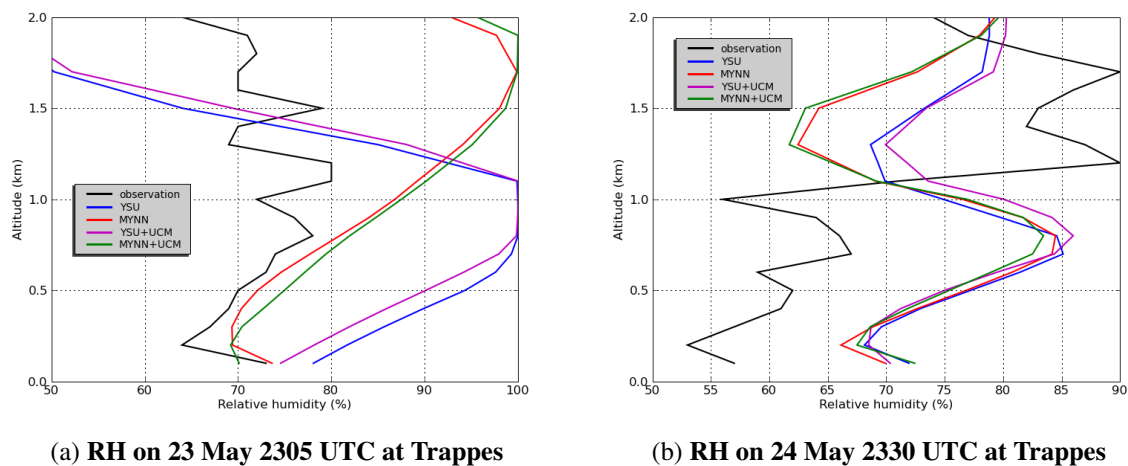 2.0
1.5
1.0
0.5
0.0
Altitude (km)
observation
YSU
MYNN
YSU+UCM
MYNN+UCM
50 60 70 80 90 100
Relative humidity (%)
(a) RH on 23 May 2305 UTC at Trappes
2.0
1.5
1.0
0.5
0.0
Altitude (km)
observation
YSU
MYNN
YSU+UCM
MYNN+UCM
50 55 60 65 70 75 80 85 90
Relative humidity (%)
(b) RH on 24 May 2330 UTC at Trappes